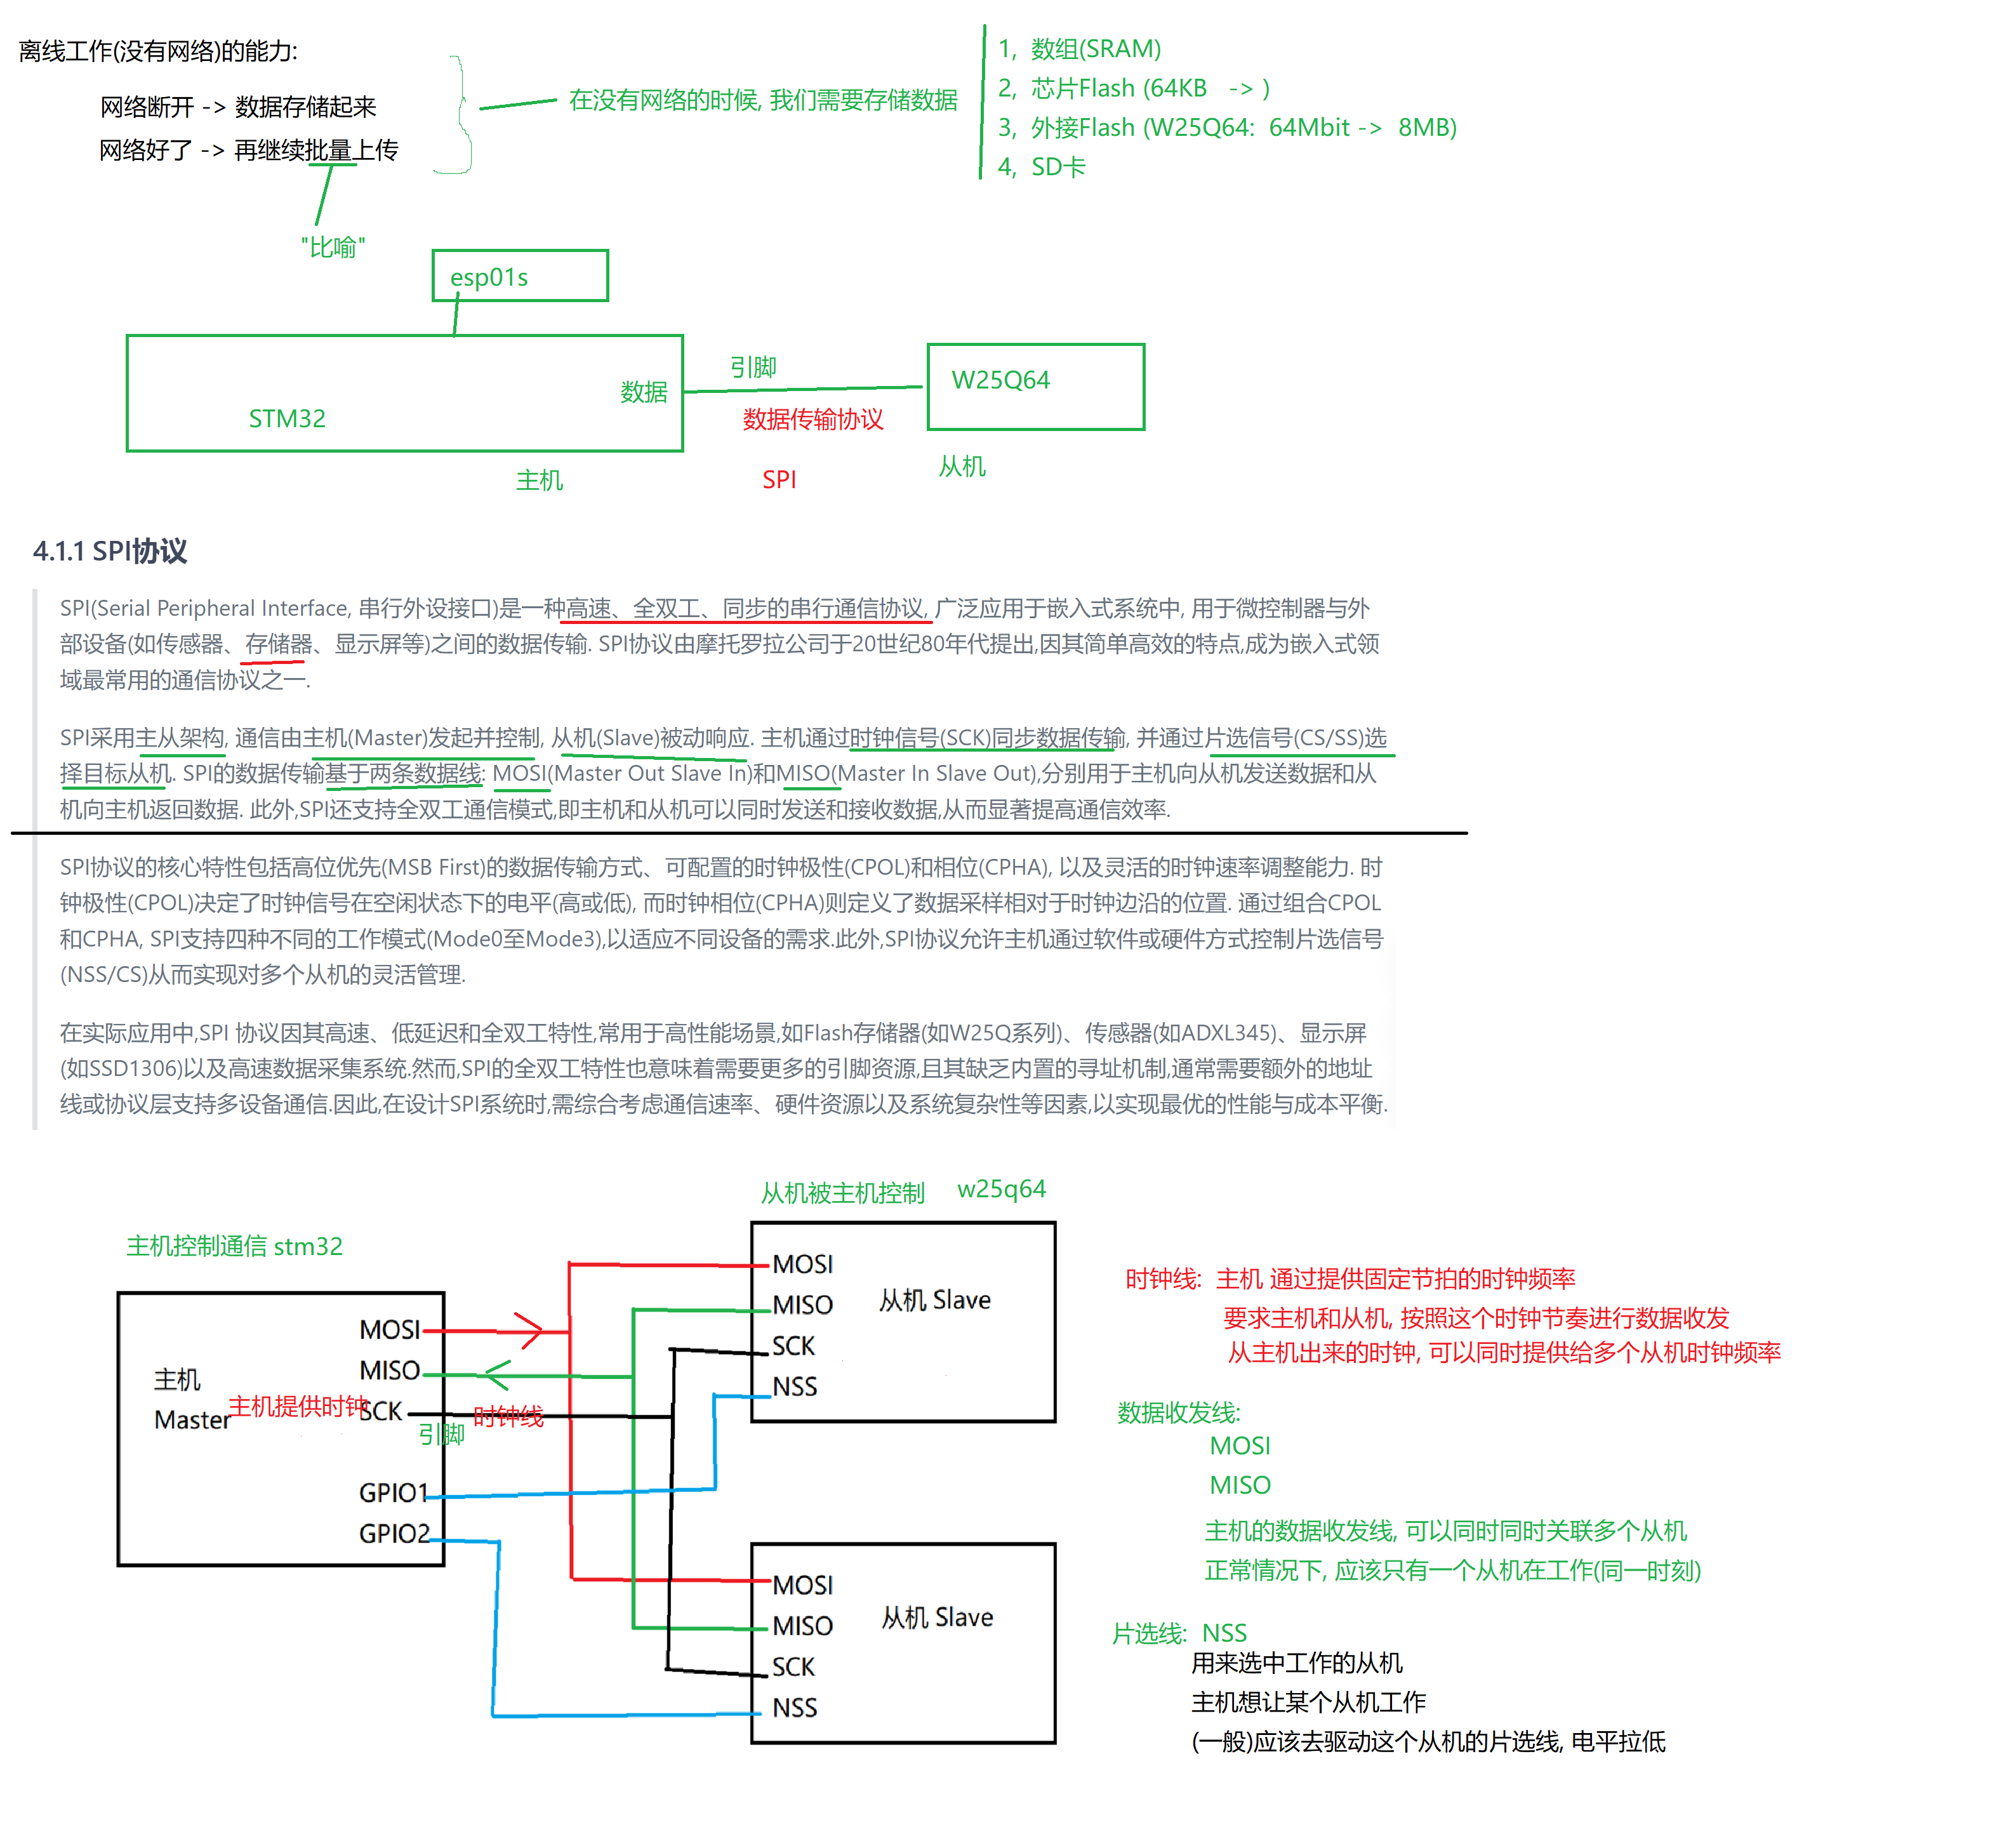 离线工作(没有网络)的能力:
网络断开 -> 数据存储起来
网络好了 -> 再继续批量上传
"比喻"
在没有网络的时候, 我们需要存储数据
1, 数组(SRAM)
2, 芯片Flash (64KB -> )
3, 外接Flash (W25Q64: 64Mbit -> 8MB)
4, SD卡
esp01s
STM32
数据
引脚
数据传输协议
W25Q64
主机
SPI
从机
4.1.1 SPI协议
SPI(Serial Peripheral Interface, 串行外设接口)是一种高速、全双工、同步的串行通信协议, 广泛应用于嵌入式系统中, 用于微控制器与外
部设备(如传感器、存储器、显示屏等)之间的数据传输. SPI协议由摩托罗拉公司于20世纪80年代提出,因其简单高效的特点,成为嵌入式领
域最常用的通信协议之一.
SPI采用主从架构, 通信由主机(Master)发起并控制, 从机(Slave)被动响应. 主机通过时钟信号(SCK)同步数据传输, 并通过片选信号(CS/SS)选
择目标从机. SPI的数据传输基于两条数据线: MOSI(Master Out Slave In)和MISO(Master In Slave Out),分别用于主机向从机发送数据和从
机向主机返回数据. 此外,SPI还支持全双工通信模式,即主机和从机可以同时发送和接收数据,从而显著提高通信效率.
SPI协议的核心特性包括高位优先(MSB First)的数据传输方式、可配置的时钟极性(CPOL)和相位(CPHA), 以及灵活的时钟速率调整能力. 时
钟极性(CPOL)决定了时钟信号在空闲状态下的电平(高或低), 而时钟相位(CPHA)则定义了数据采样相对于时钟边沿的位置. 通过组合CPOL
和CPHA, SPI支持四种不同的工作模式(Mode0至Mode3),以适应不同设备的需求.此外,SPI协议允许主机通过软件或硬件方式控制片选信号
(NSS/CS)从而实现对多个从机的灵活管理.
在实际应用中,SPI 协议因其高速、低延迟和全双工特性,常用于高性能场景,如Flash存储器(如W25Q系列)、传感器(如ADXL345)、显示屏
(如SSD1306)以及高速数据采集系统.然而,SPI的全双工特性也意味着需要更多的引脚资源,且其缺乏内置的寻址机制,通常需要额外的地址
线或协议层支持多设备通信.因此,在设计SPI系统时,需综合考虑通信速率、硬件资源以及系统复杂性等因素,以实现最优的性能与成本平衡.
从机被主机控制 w25q64
主机控制通信 stm32
MOSI
MISO
SCK
GPIO1
GPIO2
主机
Master
主机提供时钟
时钟线
引脚
MOSI
MISO
SCK
NSS
从机 Slave
MOSI
MISO
SCK
NSS
从机 Slave
时钟线: 主机 通过提供固定节拍的时钟频率
要求主机和从机, 按照这个时钟节奏进行数据收发
从主机出来的时钟, 可以同时提供给多个从机时钟频率
数据收发线:
MOSI
MISO
主机的数据收发线, 可以同时同时关联多个从机
正常情况下, 应该只有一个从机在工作(同一时刻)
片选线: NSS
用来选中工作的从机
主机想让某个从机工作
(一般)应该去驱动这个从机的片选线, 电平拉低